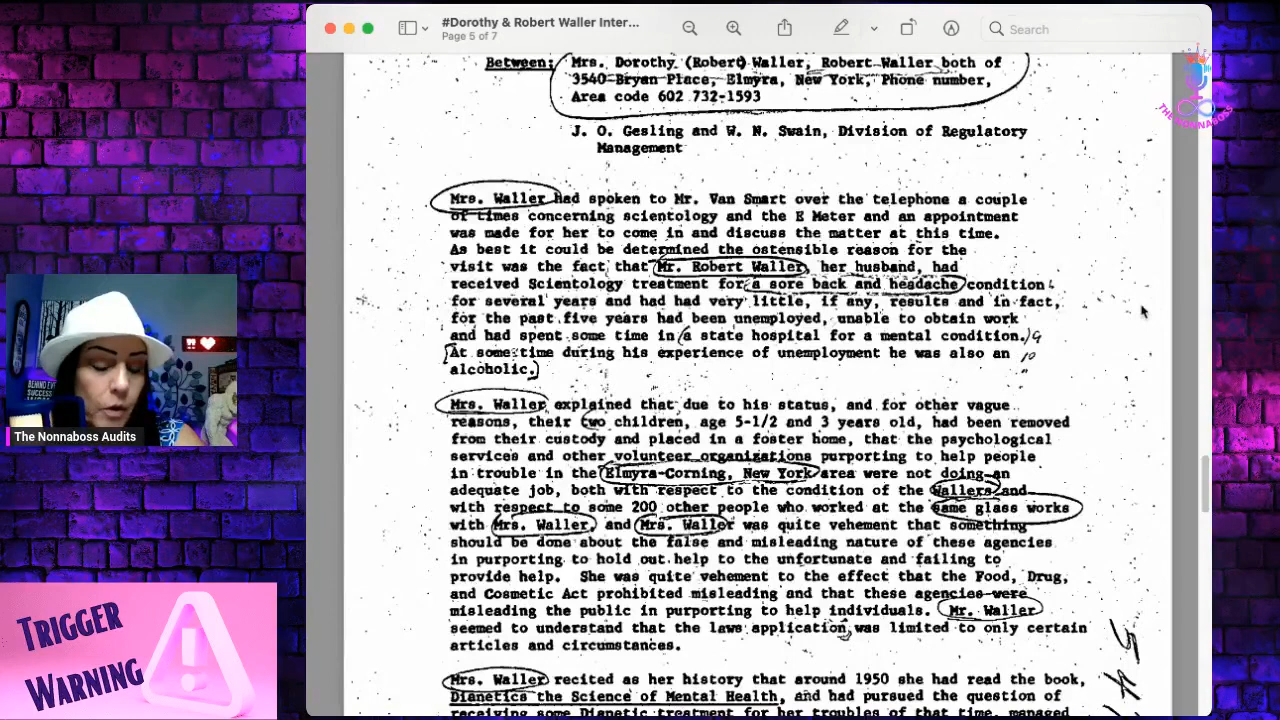 #Dorothy & Robert Waller Inter...
Page 5 of 7
Search
THE NONNABOSS
Between: Mrs. Dorothy (Robert) Waller, Robert Waller both of
3540 Bryan Place, Elmyra, New York, Phone number,
Area code 602 732-1593
J. O. Gesling and W. N. Swain, Division of Regulatory
Management
Mrs. Waller had spoken to Mr. Van Smart over the telephone a couple
of times concerning scientology and the E Meter and an appointment
was made for her to come in and discuss the matter at this time.
As best it could be determined the ostensible reason for the
visit was the fact that Mr. Robert Waller, her husband, had
received Scientology treatment for a sore back and headache condition
for several years and had had very little, if any, results and in fact,
for the past five years had been unemployed, unable to obtain work
and had spent some time in a state hospital for a mental condition.
At some time during his experience of unemployment he was also an
alcoholic.
Mrs. Waller explained that due to his status, and for other vague
reasons, their two children, age 5-1/2 and 3 years old, had been removed
from their custody and placed in a foster home, that the psychological
services and other volunteer organizations purporting to help people
in trouble in the Elmyra-Corning, New York area were not doing an
adequate job, both with respect to the condition of the Wallers and
with respect to some 200 other people who worked at the same glass works
with Mrs. Waller, and Mrs. Waller was quite vehement that something
should be done about the false and misleading nature of these agencies
in purporting to hold out help to the unfortunate and failing to
provide help. She was quite vehement to the effect that the Food, Drug,
and Cosmetic Act prohibited misleading and that these agencies were
misleading the public in purporting to help individuals. Mr. Waller
seemed to understand that the laws application was limited to only certain
articles and circumstances.
Mrs. Waller recited as her history that around 1950 she had read the book,
Dianetics the Science of Mental Health, and had pursued the question of
receiving some Dianetic treatment for her troubles of that time, managed
The Nonnaboss Audits
TRIGGER
WARNING